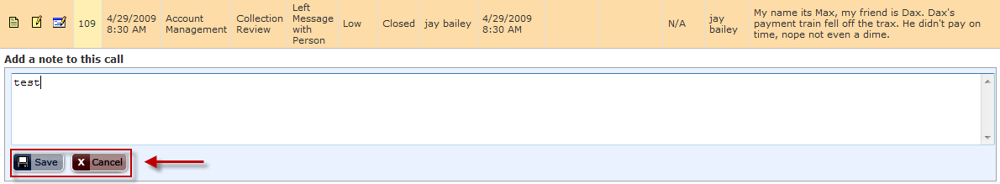 109 4/29/2009 8:30 AM Account Management Collection Review Left Message with Person Low Closed jay bailey 4/29/2009 8:30 AM N/A jay bailey My name its Max, my friend is Dax. Dax's payment train fell off the trax. He didn't pay on time, nope not even a dime.
Add a note to this call
test
Save X Cancel